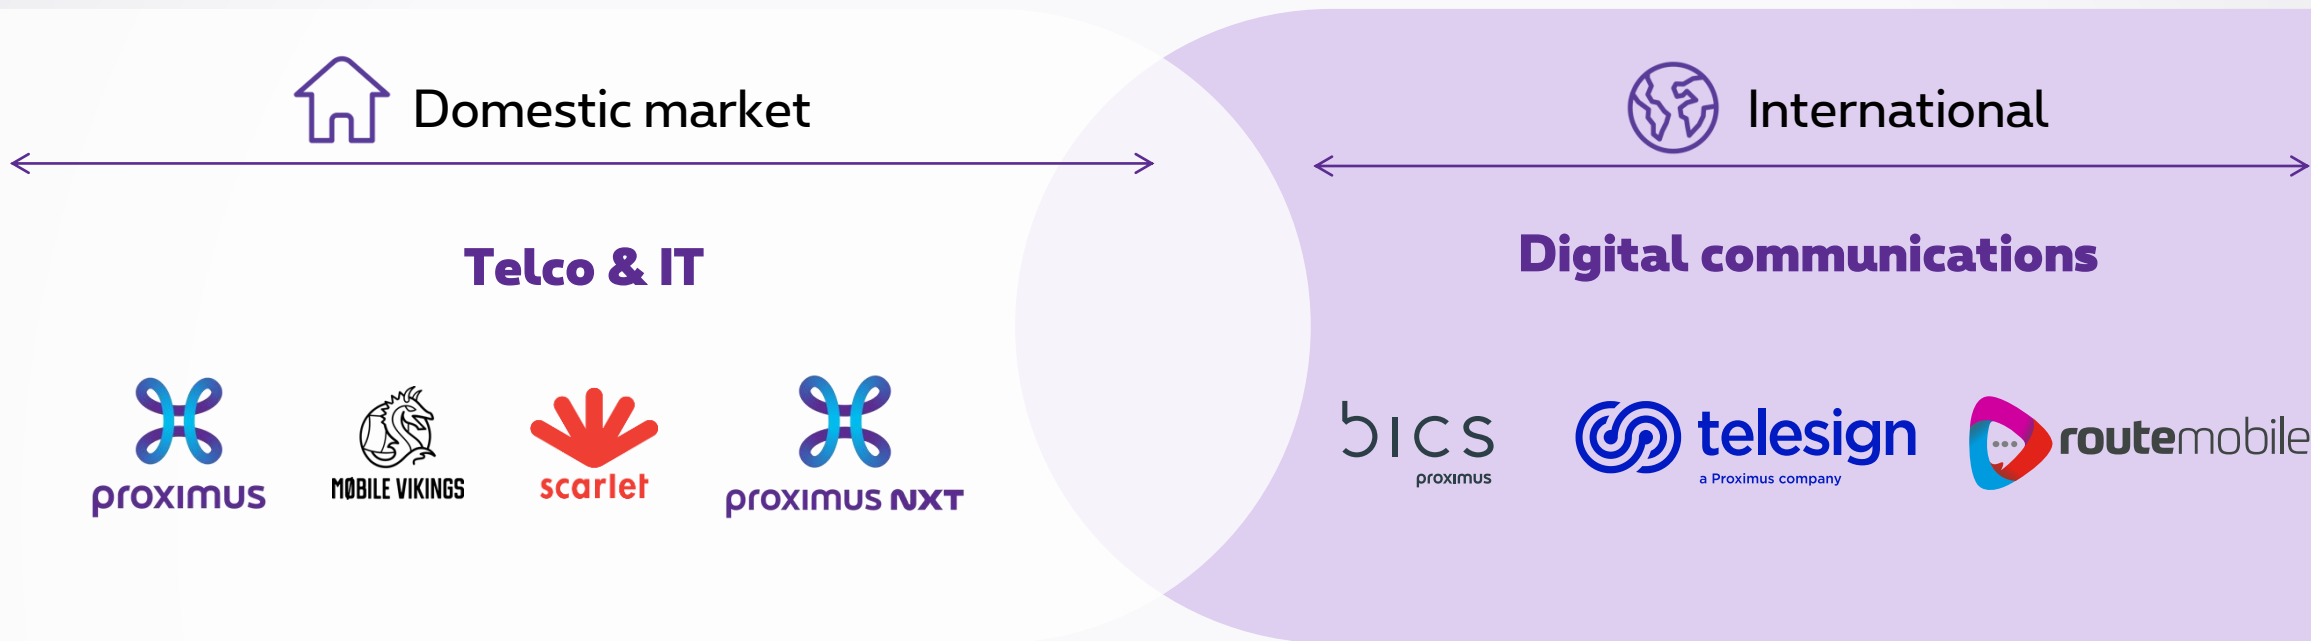 Domestic market
International
Telco & IT
Digital communications
proximus
MØBILE VIKINGS
scarlet
proximus NXT
bics
proximus
telesign
a Proximus company
routemobile